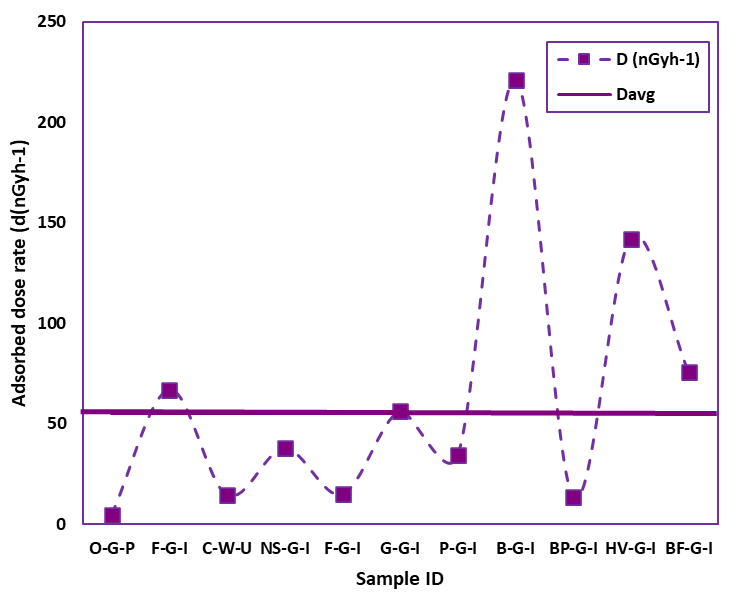 250
200
150
100
50
0
Adsorbed dose rate (d(nGyh-1)
D (nGyh-1)
Davg
O-G-P F-G-I C-W-U NS-G-I F-G-I G-G-I P-G-I B-G-I BP-G-I HV-G-I BF-G-I
Sample ID